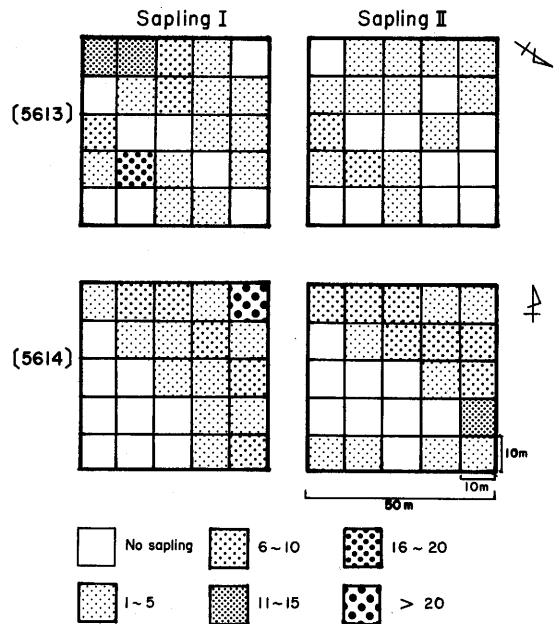 Sapling I Sapling II
(5613)
(5614)
10m
10m
50m
No sapling 6~10 16~20
1~5 11~15 > 20